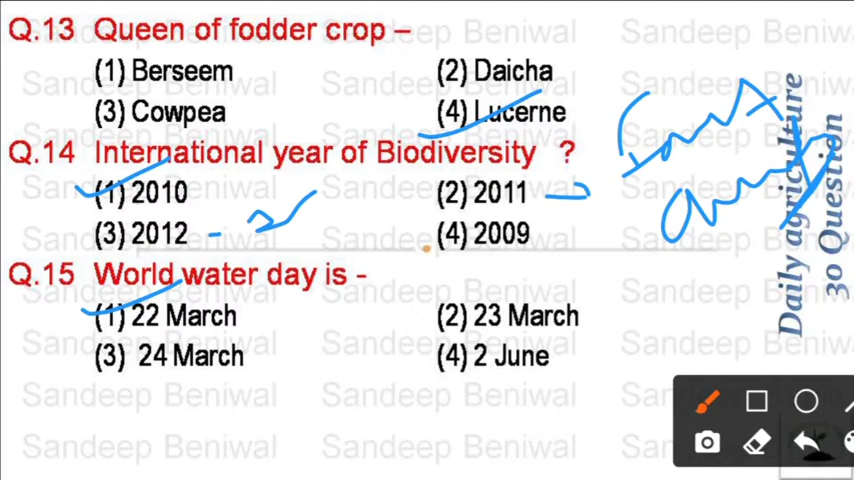 Q.13 Queen of fodder crop –
(1) Berseem (2) Daicha
(3) Cowpea (4) Lucerne
Q.14 International year of Biodiversity ?
(1) 2010 (2) 2011
(3) 2012 (4) 2009
Q.15 World water day is -
(1) 22 March (2) 23 March
(3) 24 March (4) 2 June
Daily agriculture
30 Question
Sandeep Beniwal